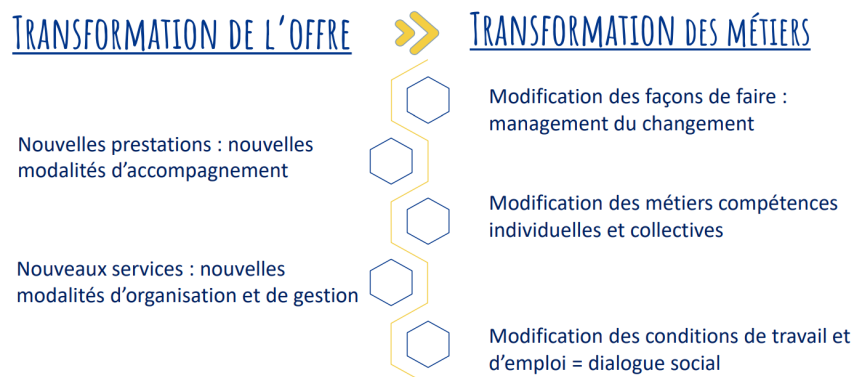 TRANSFORMATION DE L’OFFRE
TRANSFORMATION DES MÉTIERS
Modification des façons de faire :
management du changement
Nouvelles prestations : nouvelles
modalités d’accompagnement
Modification des métiers compétences
individuelles et collectives
Nouveaux services : nouvelles
modalités d’organisation et de gestion
Modification des conditions de travail et
d’emploi = dialogue social